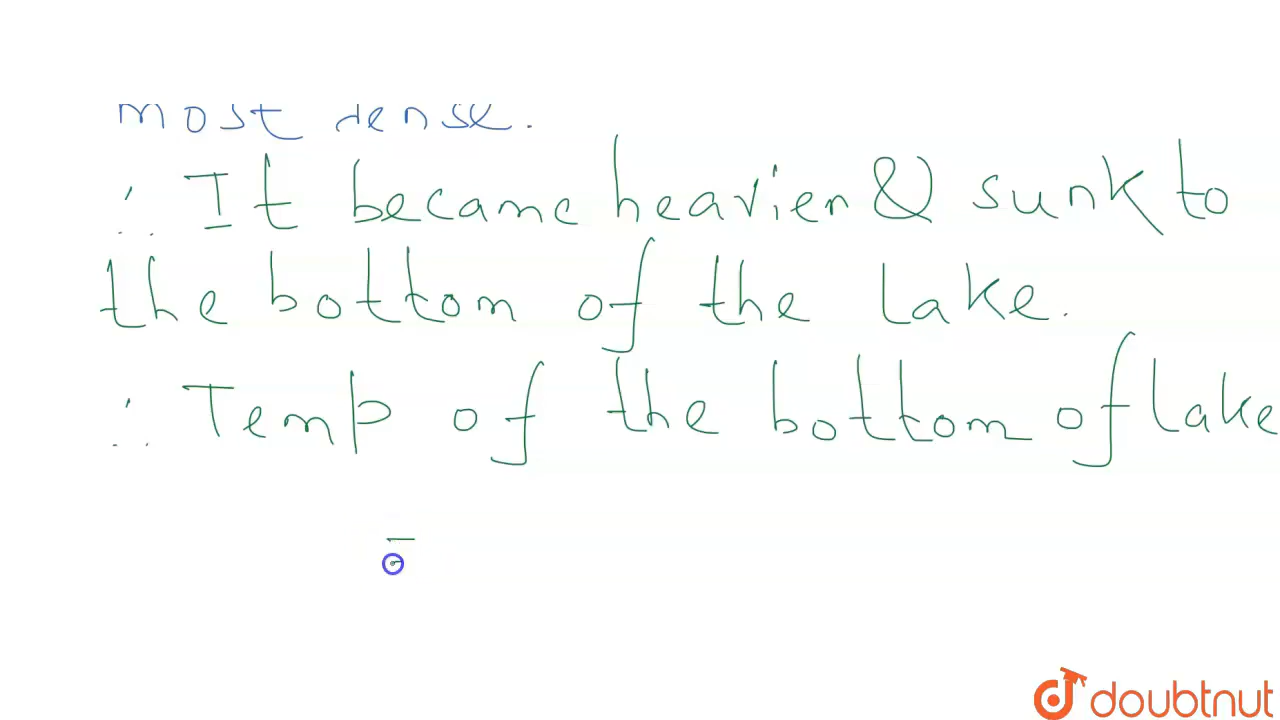 most dense.
∴ It became heavier & sunk to
the bottom of the lake.
∴ Temp of the bottom of lake
=
doubtnut